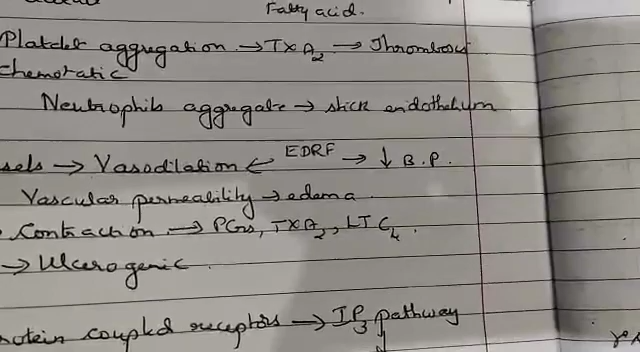 Fatty acid.
Platelet aggregation → TXA2 → Thrombosis
chemotatic
Neutrophils aggregate → stick endothelium
sels → Vasodilation ← EDRF → ↓ B.P.
Vascular permeability → edema
Contraction → PGs, TXA2, LTC4.
→ Ulcerogenic.
rotein coupled receptors → IP3 pathway